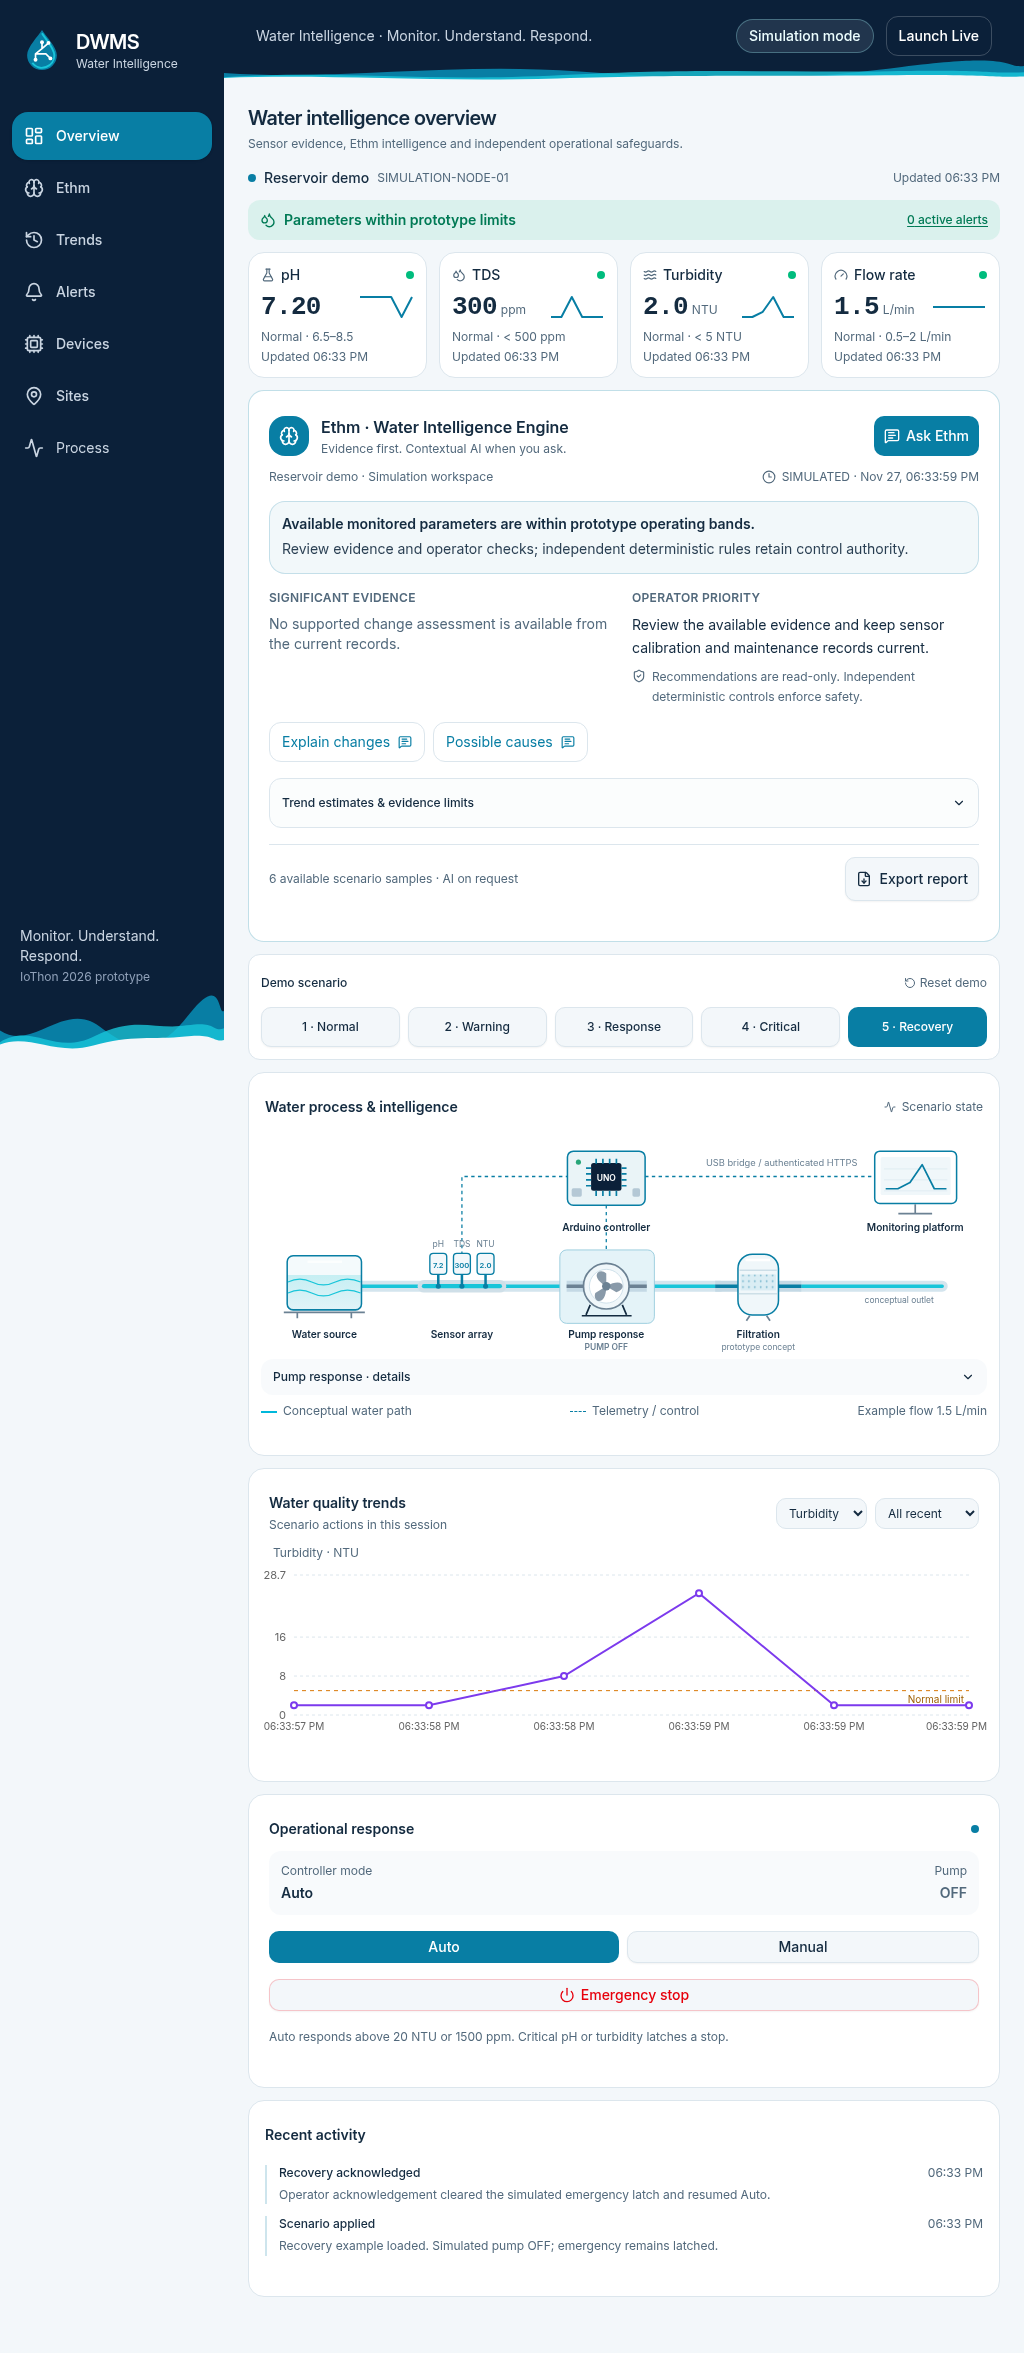 DWMS
Water Intelligence
Overview
Ethm
Trends
Alerts
Devices
Sites
Process
Monitor. Understand.
Respond.
IoThon 2026 prototype
Water Intelligence · Monitor. Understand. Respond.
Simulation mode
Launch Live
Water intelligence overview
Sensor evidence, Ethm intelligence and independent operational safeguards.
Reservoir demo SIMULATION-NODE-01
Updated 06:33 PM
Parameters within prototype limits
0 active alerts
pH
7.20
Normal · 6.5–8.5
Updated 06:33 PM
TDS
300 ppm
Normal · < 500 ppm
Updated 06:33 PM
Turbidity
2.0 NTU
Normal · < 5 NTU
Updated 06:33 PM
Flow rate
1.5 L/min
Normal · 0.5–2 L/min
Updated 06:33 PM
Ethm · Water Intelligence Engine
Evidence first. Contextual AI when you ask.
Ask Ethm
Reservoir demo · Simulation workspace
SIMULATED · Nov 27, 06:33:59 PM
Available monitored parameters are within prototype operating bands.
Review evidence and operator checks; independent deterministic rules retain control authority.
SIGNIFICANT EVIDENCE
No supported change assessment is available from
the current records.
OPERATOR PRIORITY
Review the available evidence and keep sensor
calibration and maintenance records current.
Recommendations are read-only. Independent
deterministic controls enforce safety.
Explain changes
Possible causes
Trend estimates & evidence limits
6 available scenario samples · AI on request
Export report
Demo scenario
Reset demo
1 · Normal
2 · Warning
3 · Response
4 · Critical
5 · Recovery
Water process & intelligence
Scenario state
UNO
USB bridge / authenticated HTTPS
Arduino controller
Monitoring platform
pH TDS NTU
7.2 300 2.0
conceptual outlet
Water source
Sensor array
Pump response
PUMP OFF
Filtration
prototype concept
Pump response · details
Conceptual water path
Telemetry / control
Example flow 1.5 L/min
Water quality trends
Scenario actions in this session
Turbidity
All recent
Turbidity · NTU
28.7
16
8
0
Normal limit
06:33:57 PM 06:33:58 PM 06:33:58 PM 06:33:59 PM 06:33:59 PM 06:33:59 PM
Operational response
Controller mode
Auto
Pump
OFF
Auto
Manual
Emergency stop
Auto responds above 20 NTU or 1500 ppm. Critical pH or turbidity latches a stop.
Recent activity
Recovery acknowledged
06:33 PM
Operator acknowledgement cleared the simulated emergency latch and resumed Auto.
Scenario applied
06:33 PM
Recovery example loaded. Simulated pump OFF; emergency remains latched.